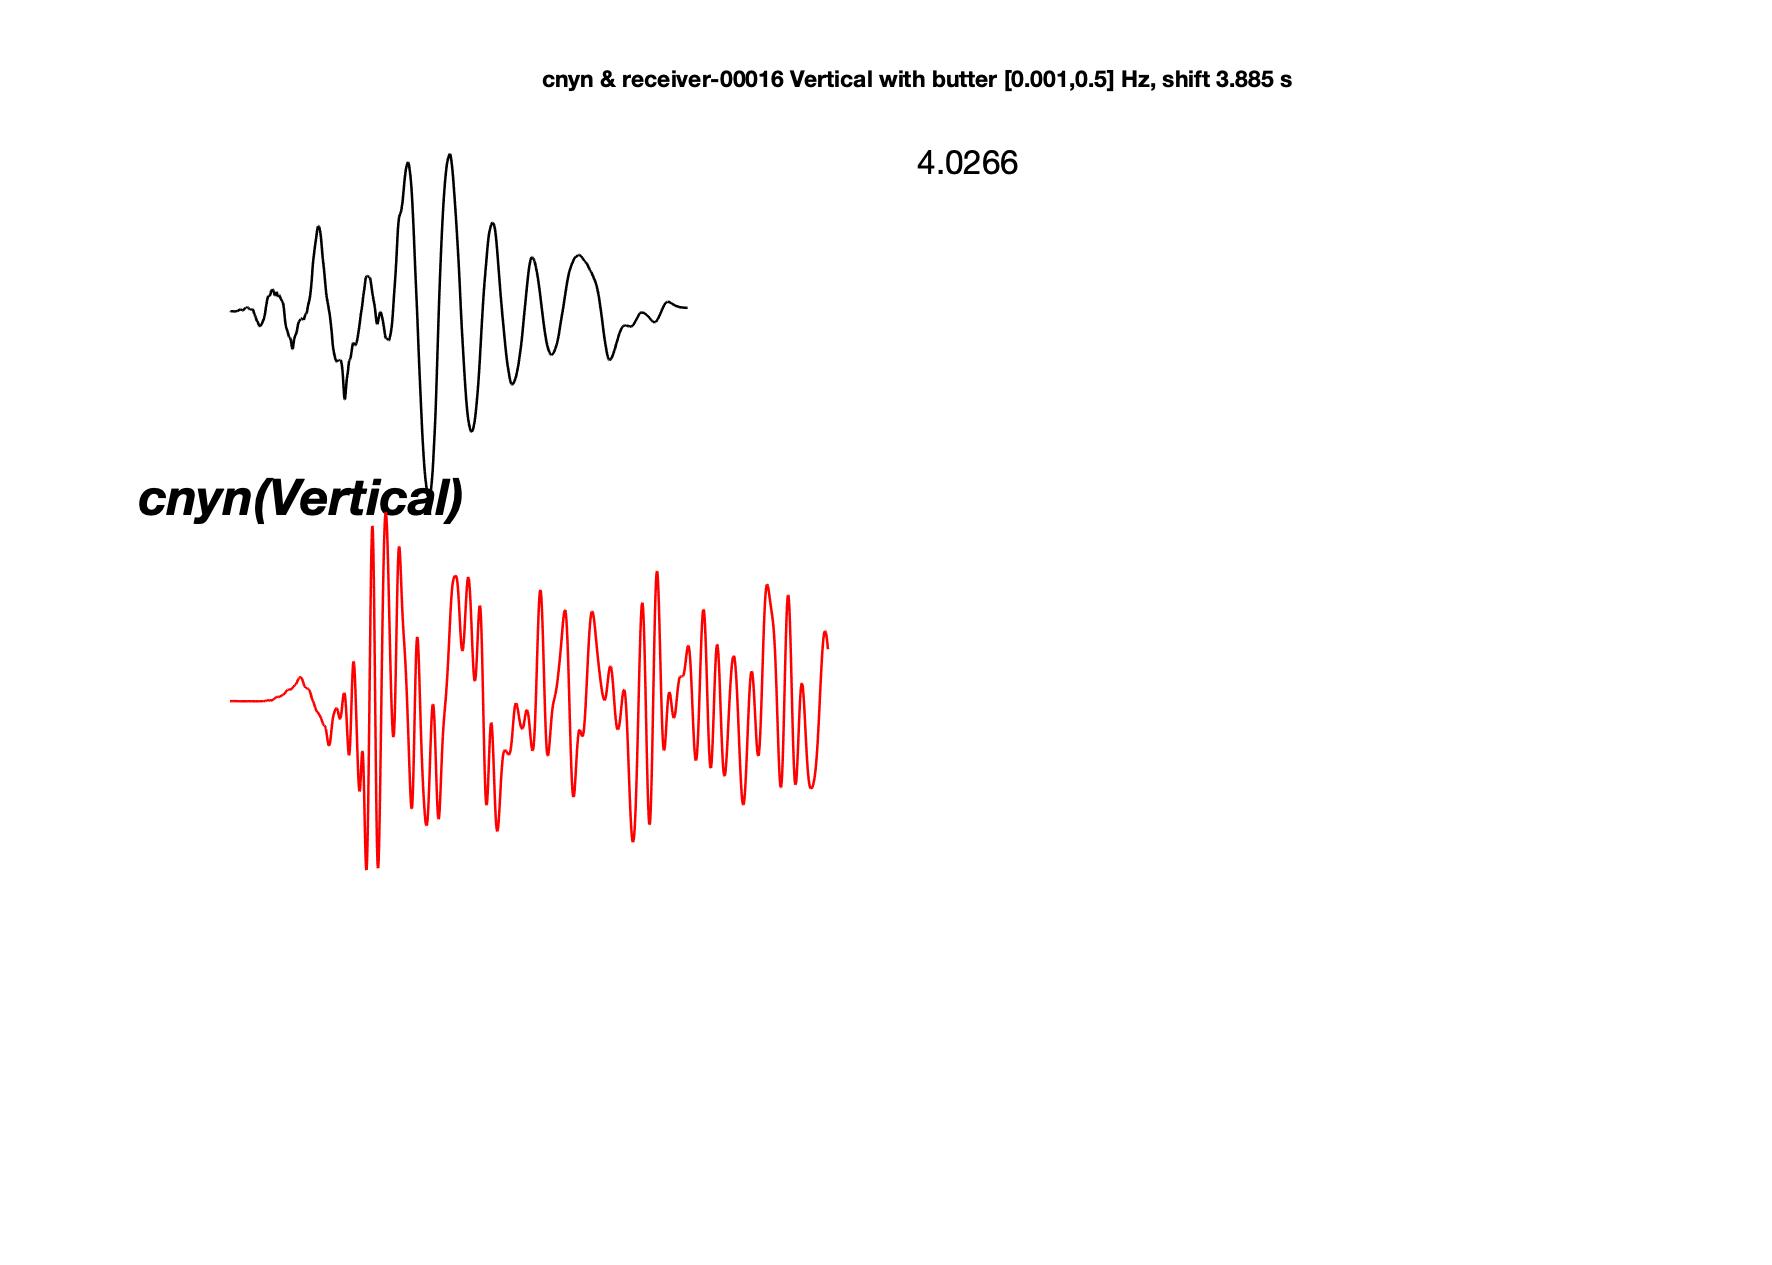 cnyn & receiver-00016 Vertical with butter [0.001,0.5] Hz, shift 3.885 s
4.0266
cnyn(Vertical)